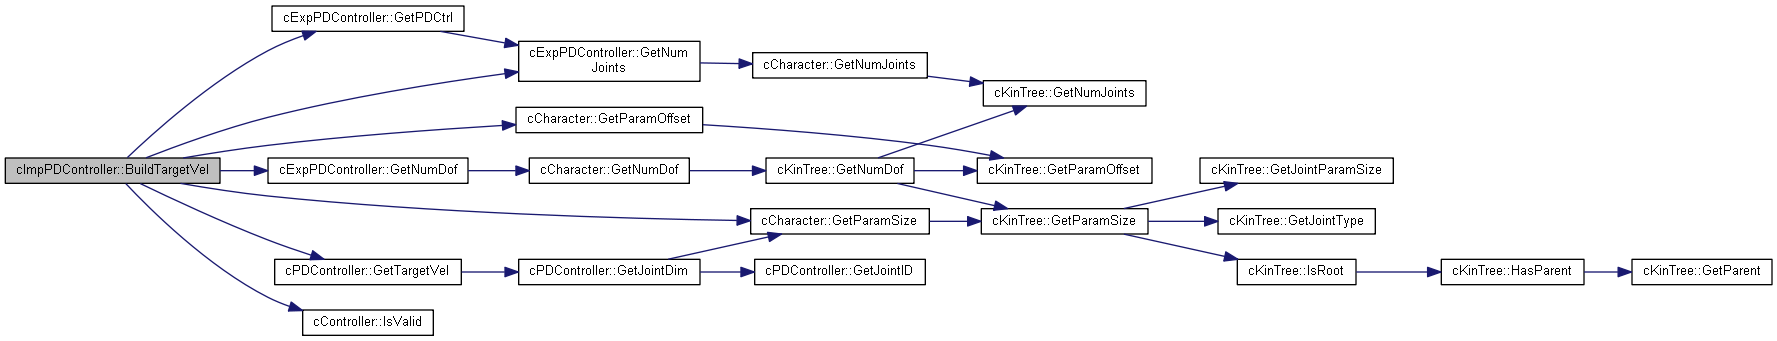 cExpPDController::GetPDCtrl
cExpPDController::GetNum
Joints
cCharacter::GetNumJoints
cKinTree::GetNumJoints
cCharacter::GetParamOffset
cImpPDController::BuildTargetVel
cExpPDController::GetNumDof
cCharacter::GetNumDof
cKinTree::GetNumDof
cKinTree::GetParamOffset
cKinTree::GetJointParamSize
cCharacter::GetParamSize
cKinTree::GetParamSize
cKinTree::GetJointType
cPDController::GetTargetVel
cPDController::GetJointDim
cPDController::GetJointID
cKinTree::IsRoot
cKinTree::HasParent
cKinTree::GetParent
cController::IsValid